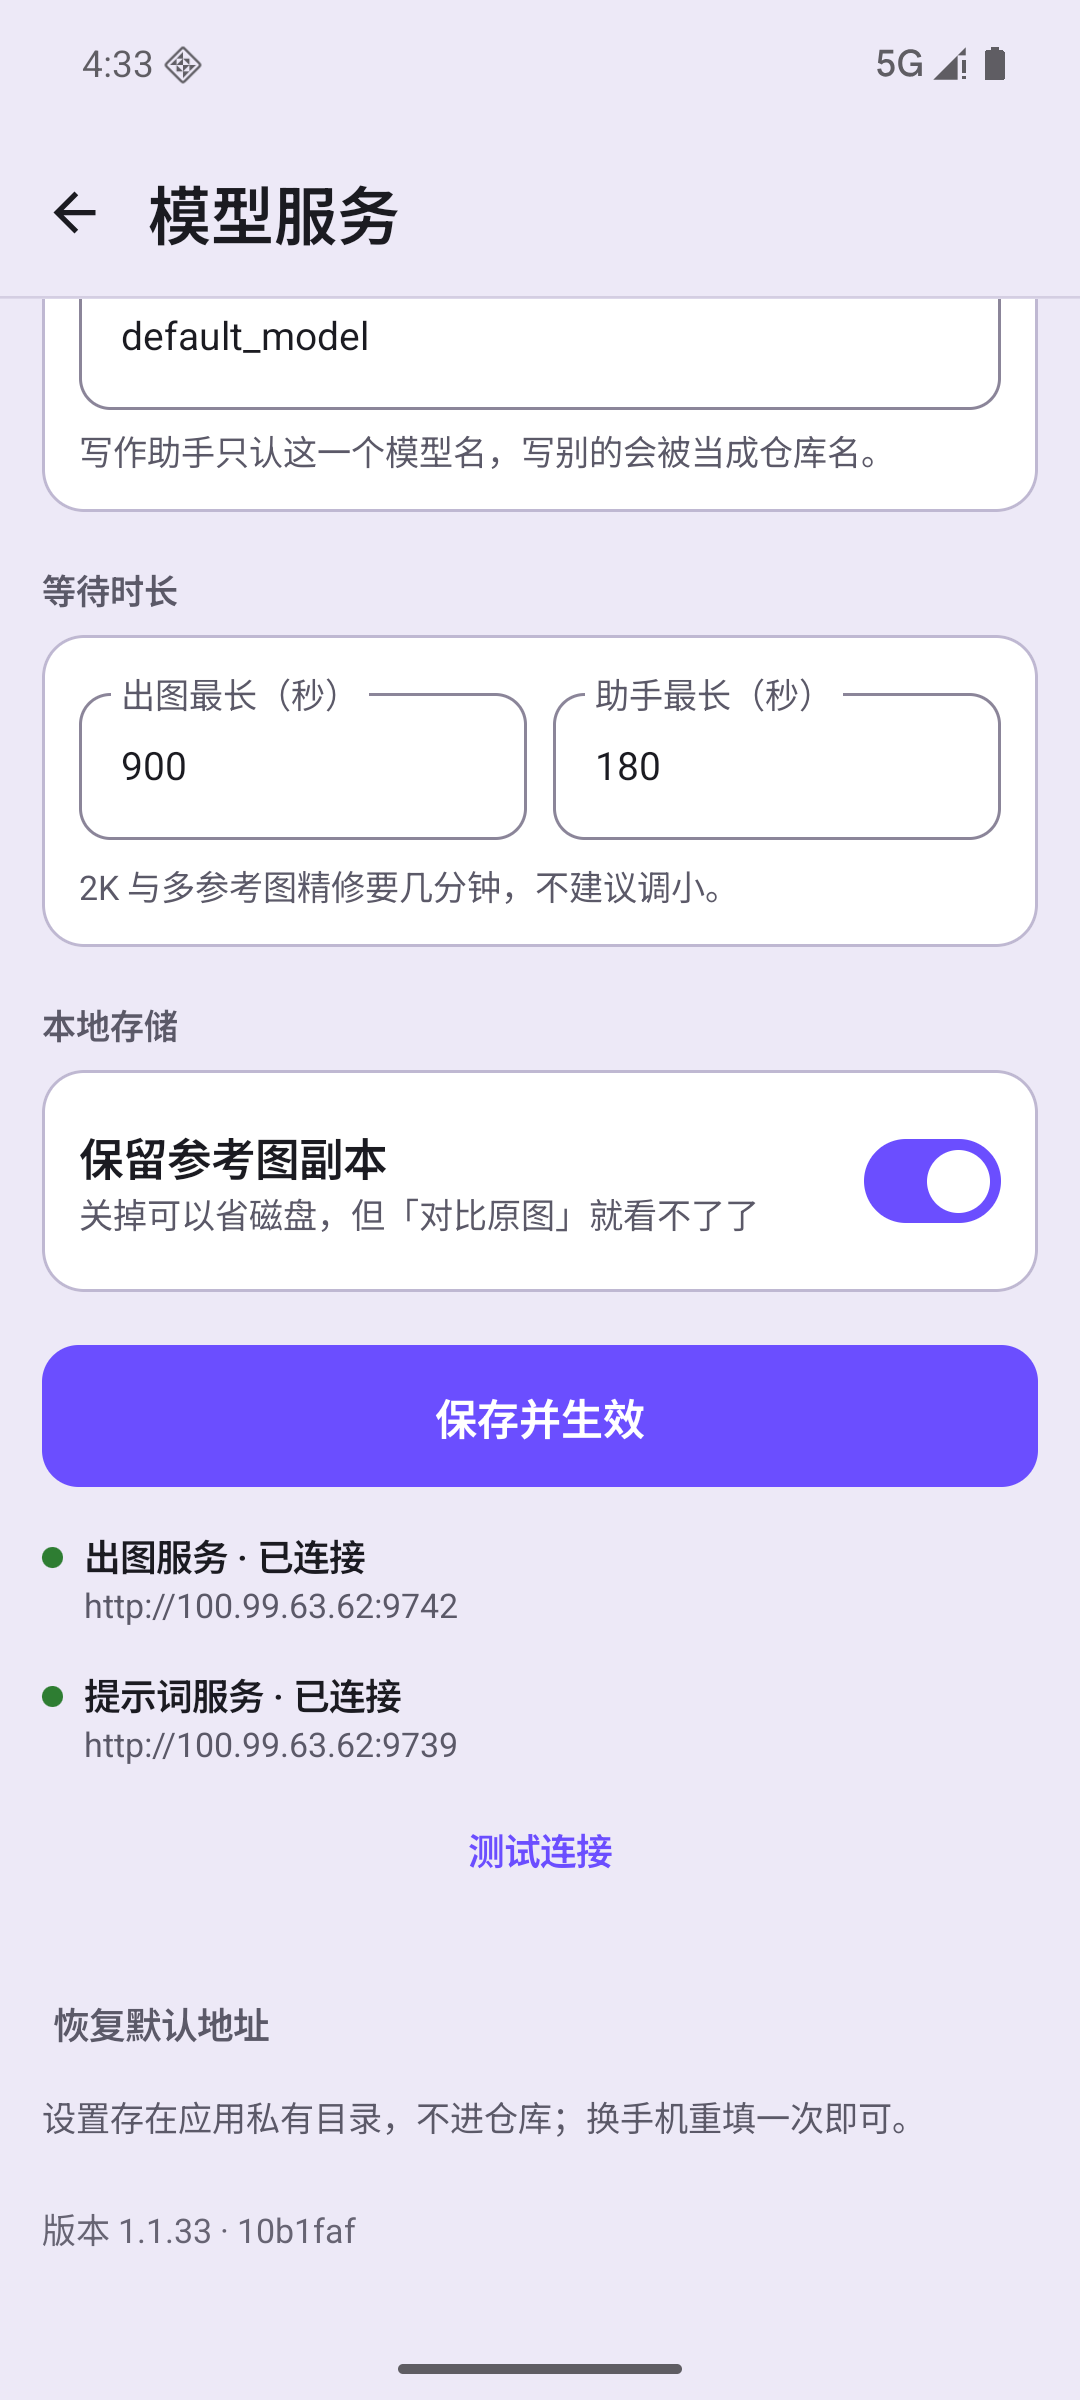 4:33
5G
模型服务
default_model
写作助手只认这一个模型名，写别的会被当成仓库名。
等待时长
出图最长（秒）
助手最长（秒）
900
180
2K 与多参考图精修要几分钟，不建议调小。
本地存储
保留参考图副本
关掉可以省磁盘，但「对比原图」就看不了了
保存并生效
出图服务 · 已连接
http://100.99.63.62:9742
提示词服务 · 已连接
http://100.99.63.62:9739
测试连接
恢复默认地址
设置存在应用私有目录，不进仓库；换手机重填一次即可。
版本 1.1.33 · 10b1faf